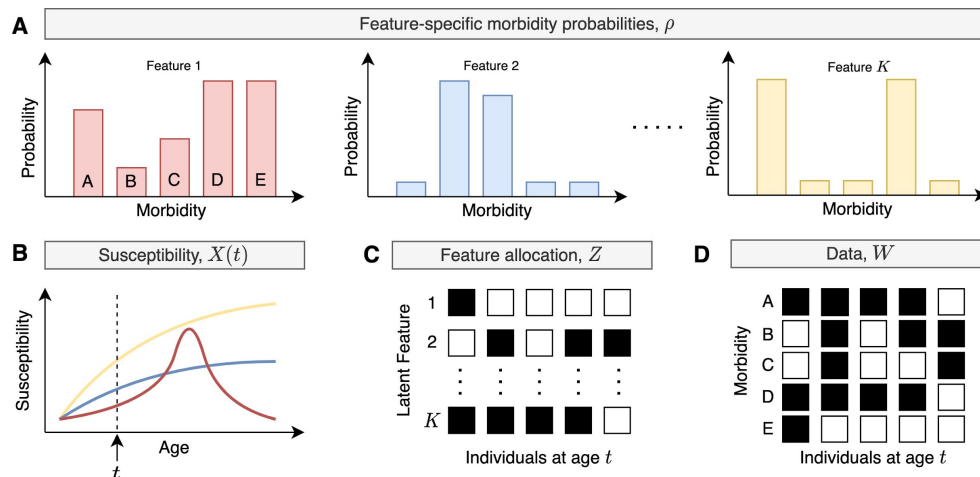 A
Feature-specific morbidity probabilities, ρ
Probability
Feature 1
A B C D E
Morbidity
Probability
Feature 2
Morbidity
.....
Probability
Feature K
Morbidity
B
Susceptibility, X(t)
Susceptibility
Age
t
C
Feature allocation, Z
Latent Feature
1
2
K
Individuals at age t
D
Data, W
Morbidity
A
B
C
D
E
Individuals at age t